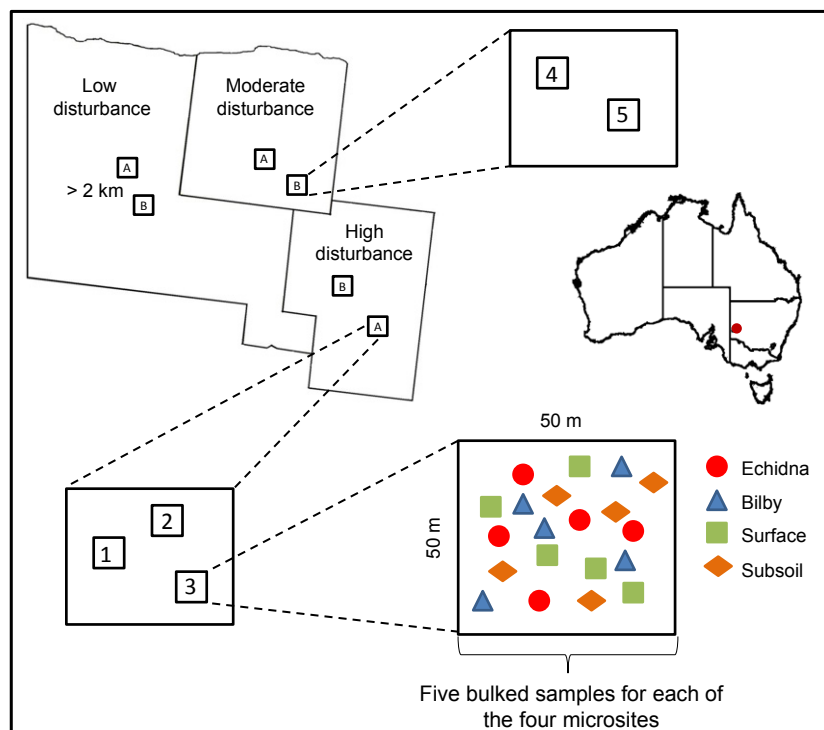 Low
disturbance
Moderate
disturbance
4
5
A
B
A
B
> 2 km
High
disturbance
B
A
50 m
50 m
1
2
3
Echidna
Bilby
Surface
Subsoil
Five bulked samples for each of
the four microsites